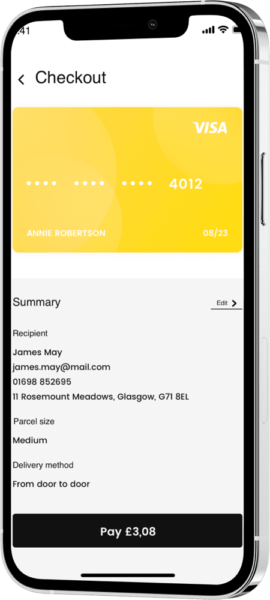 :41
Checkout
VISA
•••• •••• •••• 4012
ANNIE ROBERTSON 08/23
Summary
Edit
Recipient
James May
james.may@mail.com
01698 852695
11 Rosemount Meadows, Glasgow, G71 8EL
Parcel size
Medium
Delivery method
From door to door
Pay £3,08